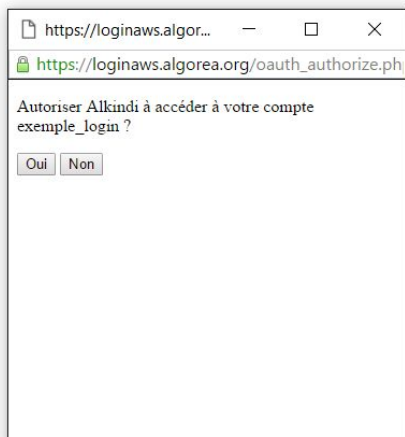 https://loginaws.algor...
https://loginaws.algorea.org/oauth_authorize.ph
Autoriser Alkindi à accéder à votre compte
exemple_login ?
Oui Non